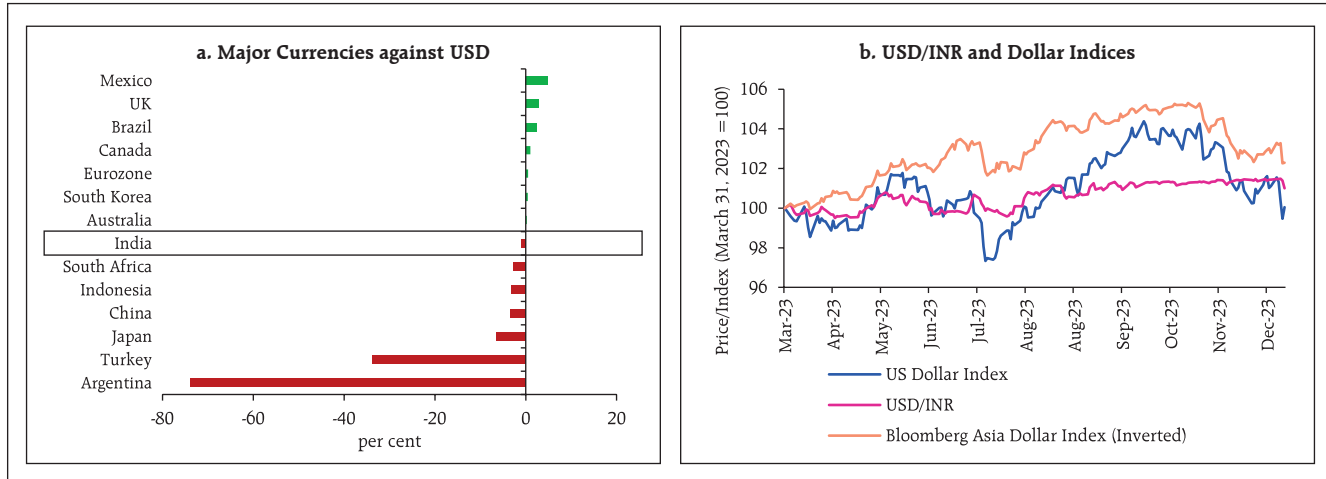 a. Major Currencies against USD
Mexico
UK
Brazil
Canada
Eurozone
South Korea
Australia
India
South Africa
Indonesia
China
Japan
Turkey
Argentina
-80 -60 -40 -20 0 20
per cent
b. USD/INR and Dollar Indices
Price/Index (March 31. 2023 =100)
106
104
102
100
98
96
Mar-23 Apr-23 May-23 Jun-23 Jul-23 Aug-23 Aug-23 Sep-23 Oct-23 Nov-23 Dec-23
US Dollar Index
USD/INR
Bloomberg Asia Dollar Index (Inverted)